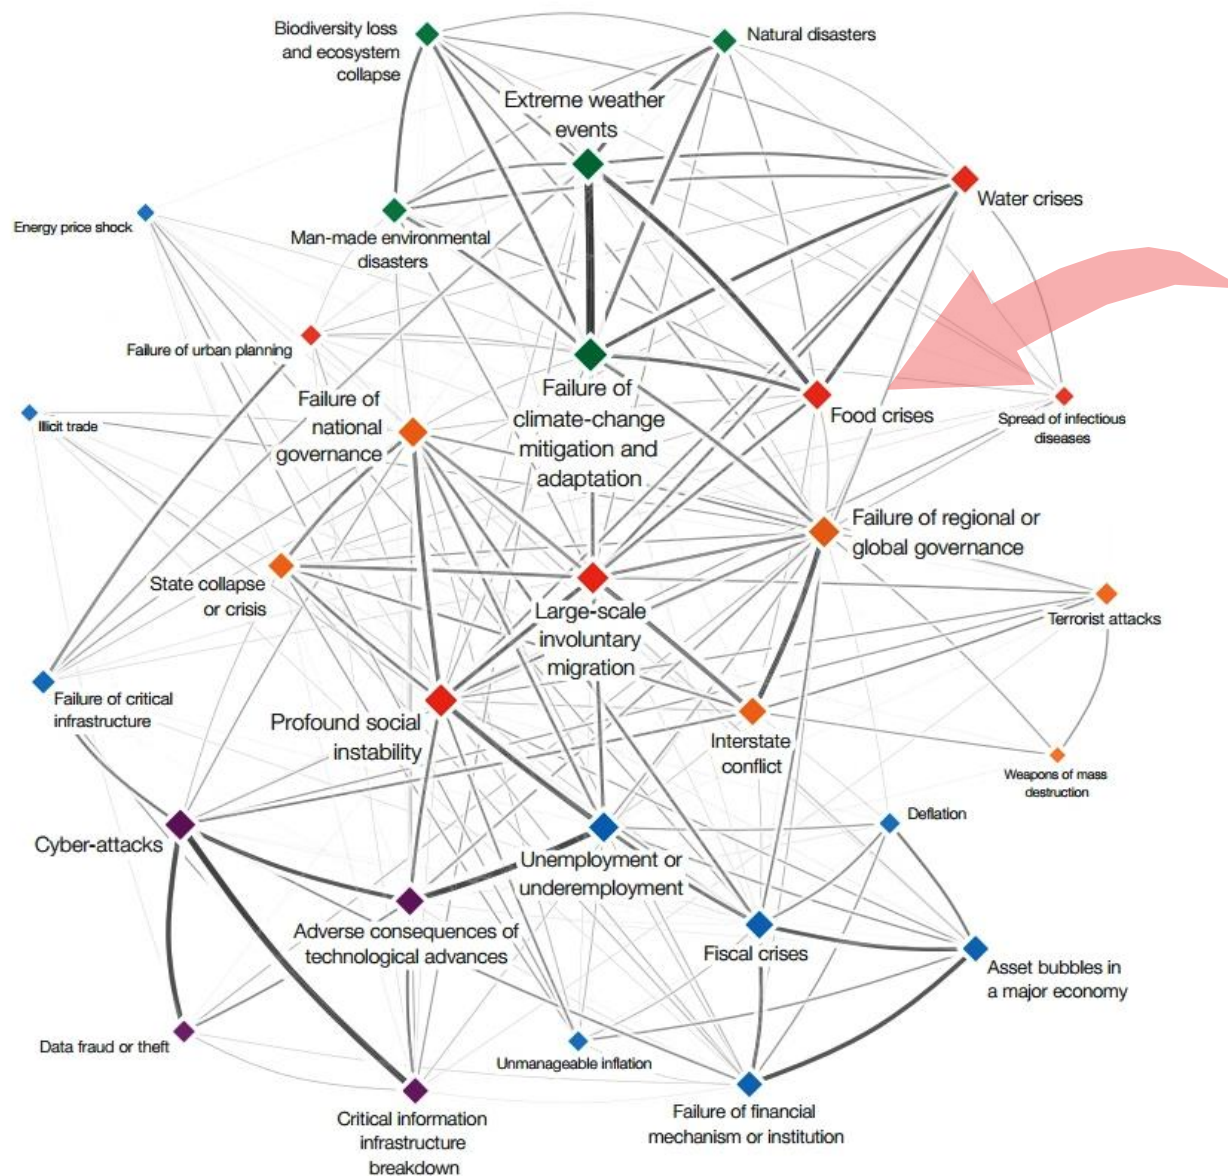 Biodiversity loss
and ecosystem
collapse
Natural disasters
Extreme weather
events
Water crises
Energy price shock
Man-made environmental
disasters
Failure of urban planning
Failure of
climate-change
mitigation and
adaptation
Food crises
Spread of infectious
diseases
Failure of
national
governance
Illicit trade
Failure of regional or
global governance
State collapse
or crisis
Large-scale
involuntary
migration
Terrorist attacks
Failure of critical
infrastructure
Profound social
instability
Interstate
conflict
Weapons of mass
destruction
Deflation
Cyber-attacks
Unemployment or
underemployment
Adverse consequences of
technological advances
Fiscal crises
Asset bubbles in
a major economy
Data fraud or theft
Unmanageable inflation
Critical information
infrastructure
breakdown
Failure of financial
mechanism or institution